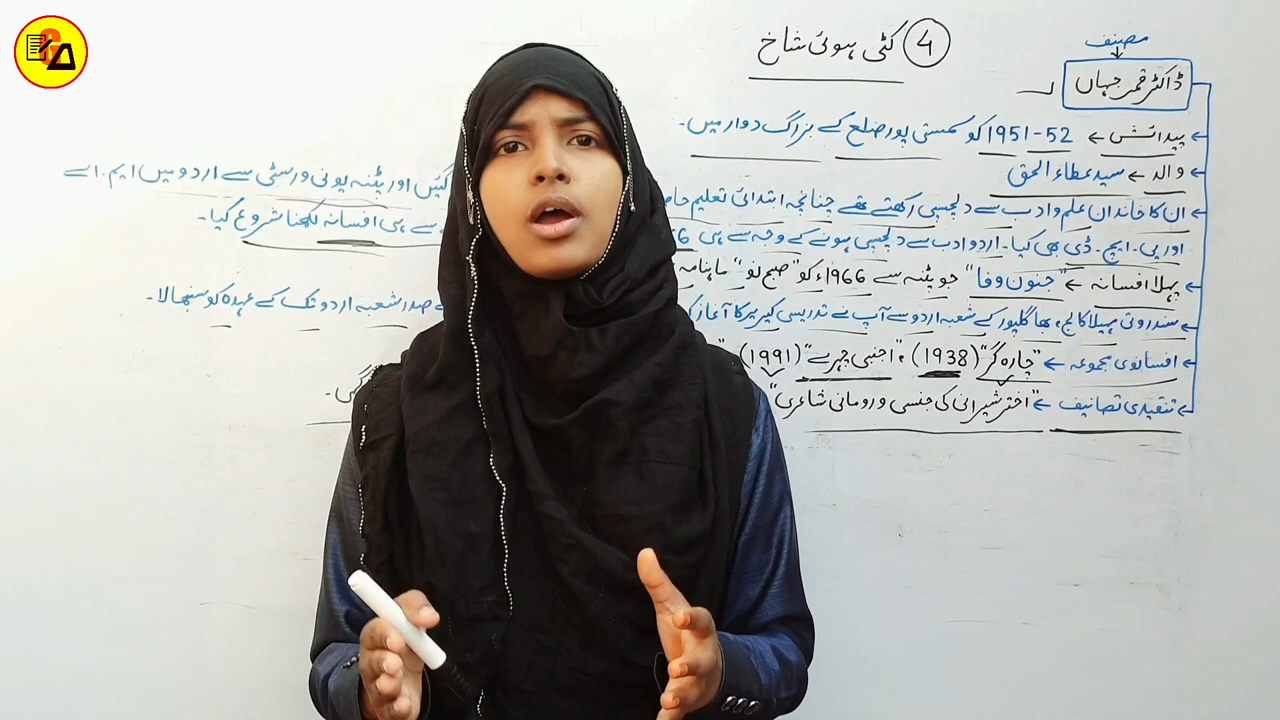 ④ کٹی ہوئی شاخ
مصنف
ڈاکٹر قمر جہاں
پیدائش ← 52-1951 کو سمستی پور ضلع کے بزرگ دوار میں۔
والد ← سید عطاء الحق
ان کا خاندان علم و ادب سے دلچسپی رکھتے تھے چنانچہ ابتدائی تعلیم گئیں اور پٹنہ یونی ورسٹی سے اردو میں ایم۔اے
اور پی۔ایچ۔ڈی بھی کیا۔ اردو ادب سے دلچسپی ہونے کے وجہ سے ہی سے ہی افسانہ لکھنا شروع کیا۔
پہلا افسانہ ← "جنون وفا" جو پٹنہ سے 1966ء کو "صبح نو" ماہنامہ
سندروتی مہیلا کالج، بھاگلپور کے شعبہ اردو سے آپ نے تدریسی کیریر کا آغاز صدر شعبہ اردو تک کے عہدہ کو سنبھالا۔
افسانوی مجموعہ ← "چارہ گر" (1938)، "اجنبی چہرے" (1991)
تنقیدی تصانیف ← "اختر شیرانی کی جنسی و رومانی شاعری"